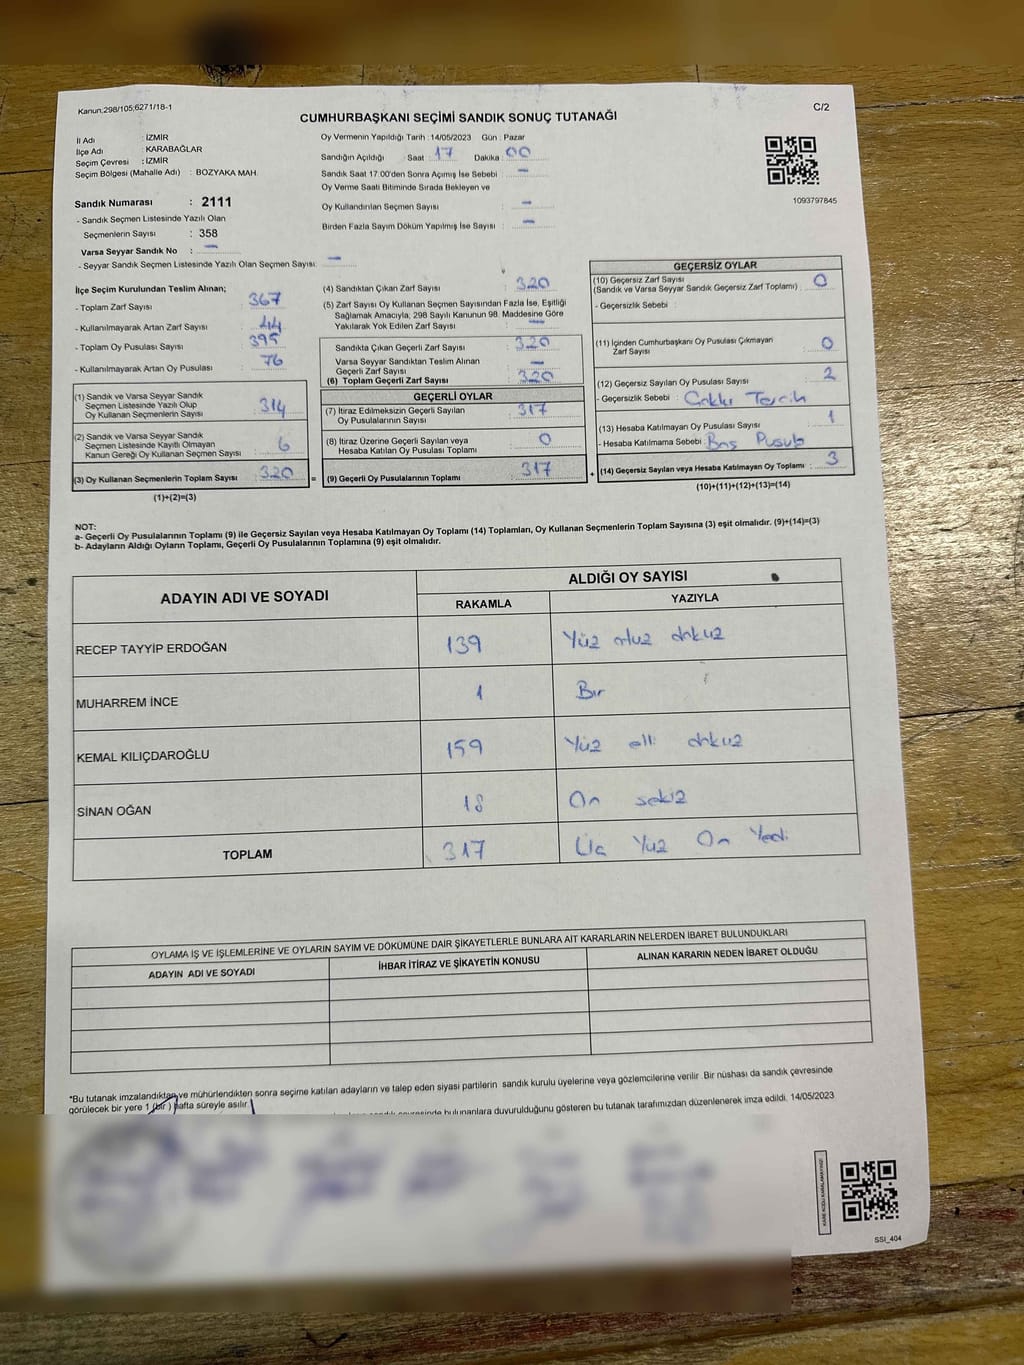 Kanun:298/105;6271/18-1
C/2
CUMHURBAŞKANI SEÇİMİ SANDIK SONUÇ TUTANAĞI
İl Adı : İZMİR
İlçe Adı : KARABAĞLAR
Seçim Çevresi : İZMİR
Seçim Bölgesi (Mahalle Adı) : BOZYAKA MAH.
Sandık Numarası : 2111
- Sandık Seçmen Listesinde Yazılı Olan
Seçmenlerin Sayısı : 358
Varsa Seyyar Sandık No : -
- Seyyar Sandık Seçmen Listesinde Yazılı Olan Seçmen Sayısı: -
Oy Vermenin Yapıldığı Tarih :14/05/2023 Gün : Pazar
Sandığın Açıldığı : Saat : 17 Dakika : 00
Sandık Saat 17.00'den Sonra Açımış İse Sebebi : -
Oy Verme Saati Bitiminde Sırada Bekleyen ve
Oy Kullandırılan Seçmen Sayısı : -
Birden Fazla Sayım Döküm Yapılmış İse Sayısı : -
1093797845
İlçe Seçim Kurulundan Teslim Alınan;
- Toplam Zarf Sayısı : 367
- Kullanılmayarak Artan Zarf Sayısı : 44
- Toplam Oy Pusulası Sayısı : 395
- Kullanılmayarak Artan Oy Pusulası : 76
(1) Sandık ve Varsa Seyyar Sandık
Seçmen Listesinde Yazılı Olup
Oy Kullanan Seçmenlerin Sayısı : 314
(2) Sandık ve Varsa Seyyar Sandık
Seçmen Listesinde Kayıtlı Olmayan
Kanun Gereği Oy Kullanan Seçmen Sayısı : 6
(3) Oy Kullanan Seçmenlerin Toplam Sayısı : 320 =
(1)+(2)=(3)
(4) Sandıktan Çıkan Zarf Sayısı : 320
(5) Zarf Sayısı Oy Kullanan Seçmen Sayısından Fazla İse, Eşitliği
Sağlamak Amacıyla; 298 Sayılı Kanunun 98. Maddesine Göre
Yakılarak Yok Edilen Zarf Sayısı : -
Sandıkta Çıkan Geçerli Zarf Sayısı : 320
Varsa Seyyar Sandıktan Teslim Alınan
Geçerli Zarf Sayısı : -
(6) Toplam Geçerli Zarf Sayısı : 320
GEÇERLİ OYLAR
(7) İtiraz Edilmeksizin Geçerli Sayılan
Oy Pusulasının Sayısı : 317
(8) İtiraz Üzerine Geçerli Sayılan veya
Hesaba Katılan Oy Pusulası Toplamı : 0
(9) Geçerli Oy Pusulalarının Toplamı : 317 +
GEÇERSİZ OYLAR
(10) Geçersiz Zarf Sayısı
(Sandık ve Varsa Seyyar Sandık Geçersiz Zarf Toplamı) : 0
- Geçersizlik Sebebi :
(11) İçinden Cumhurbaşkanı Oy Pusulası Çıkmayan
Zarf Sayısı : 0
(12) Geçersiz Sayılan Oy Pusulası Sayısı : 2
- Geçersizlik Sebebi : Çoklu Tercih
(13) Hesaba Katılmayan Oy Pusulası Sayısı : 1
- Hesaba Katılmama Sebebi : Boş Pusula
(14) Geçersiz Sayılan veya Hesaba Katılmayan Oy Toplamı : 3
(10)+(11)+(12)+(13)=(14)
NOT:
a- Geçerli Oy Pusulalarının Toplamı (9) ile Geçersiz Sayılan veya Hesaba Katılmayan Oy Toplamı (14) Toplamları, Oy Kullanan Seçmenlerin Toplam Sayısına (3) eşit olmalıdır. (9)+(14)=(3)
b- Adayların Aldığı Oyların Toplamı, Geçerli Oy Pusulalarının Toplamına (9) eşit olmalıdır.
ADAYIN ADI VE SOYADI
ALDIĞI OY SAYISI
RAKAMLA YAZIYLA
RECEP TAYYİP ERDOĞAN 139 Yüz otuz dokuz
MUHARREM İNCE 1 Bir
KEMAL KILIÇDAROĞLU 159 Yüz elli dokuz
SİNAN OĞAN 18 On sekiz
TOPLAM 317 Üç Yüz On Yedi
OYLAMA İŞ VE İŞLEMLERİNE VE OYLARIN SAYIM VE DÖKÜMÜNE DAİR ŞİKAYETLERLE BUNLARA AİT KARARLARIN NELERDEN İBARET BULUNDUKLARI
ADAYIN ADI VE SOYADI İHBAR İTİRAZ VE ŞİKAYETİN KONUSU ALINAN KARARIN NEDEN İBARET OLDUĞU
*Bu tutanak imzalandıktan ve mühürlendikten sonra seçime katılan adayların ve talep eden siyasi partilerin sandık kurulu üyelerine veya gözlemcilerine verilir. Bir nüshası da sandık çevresinde
görülecek bir yere 1 (bir) hafta süreyle asılır.
bulunanlara duyurulduğunu gösteren bu tutanak tarafımızdan düzenlenerek imza edildi. 14/05/2023
KARE KODU KARALAMAYINIZ!
SSİ_404